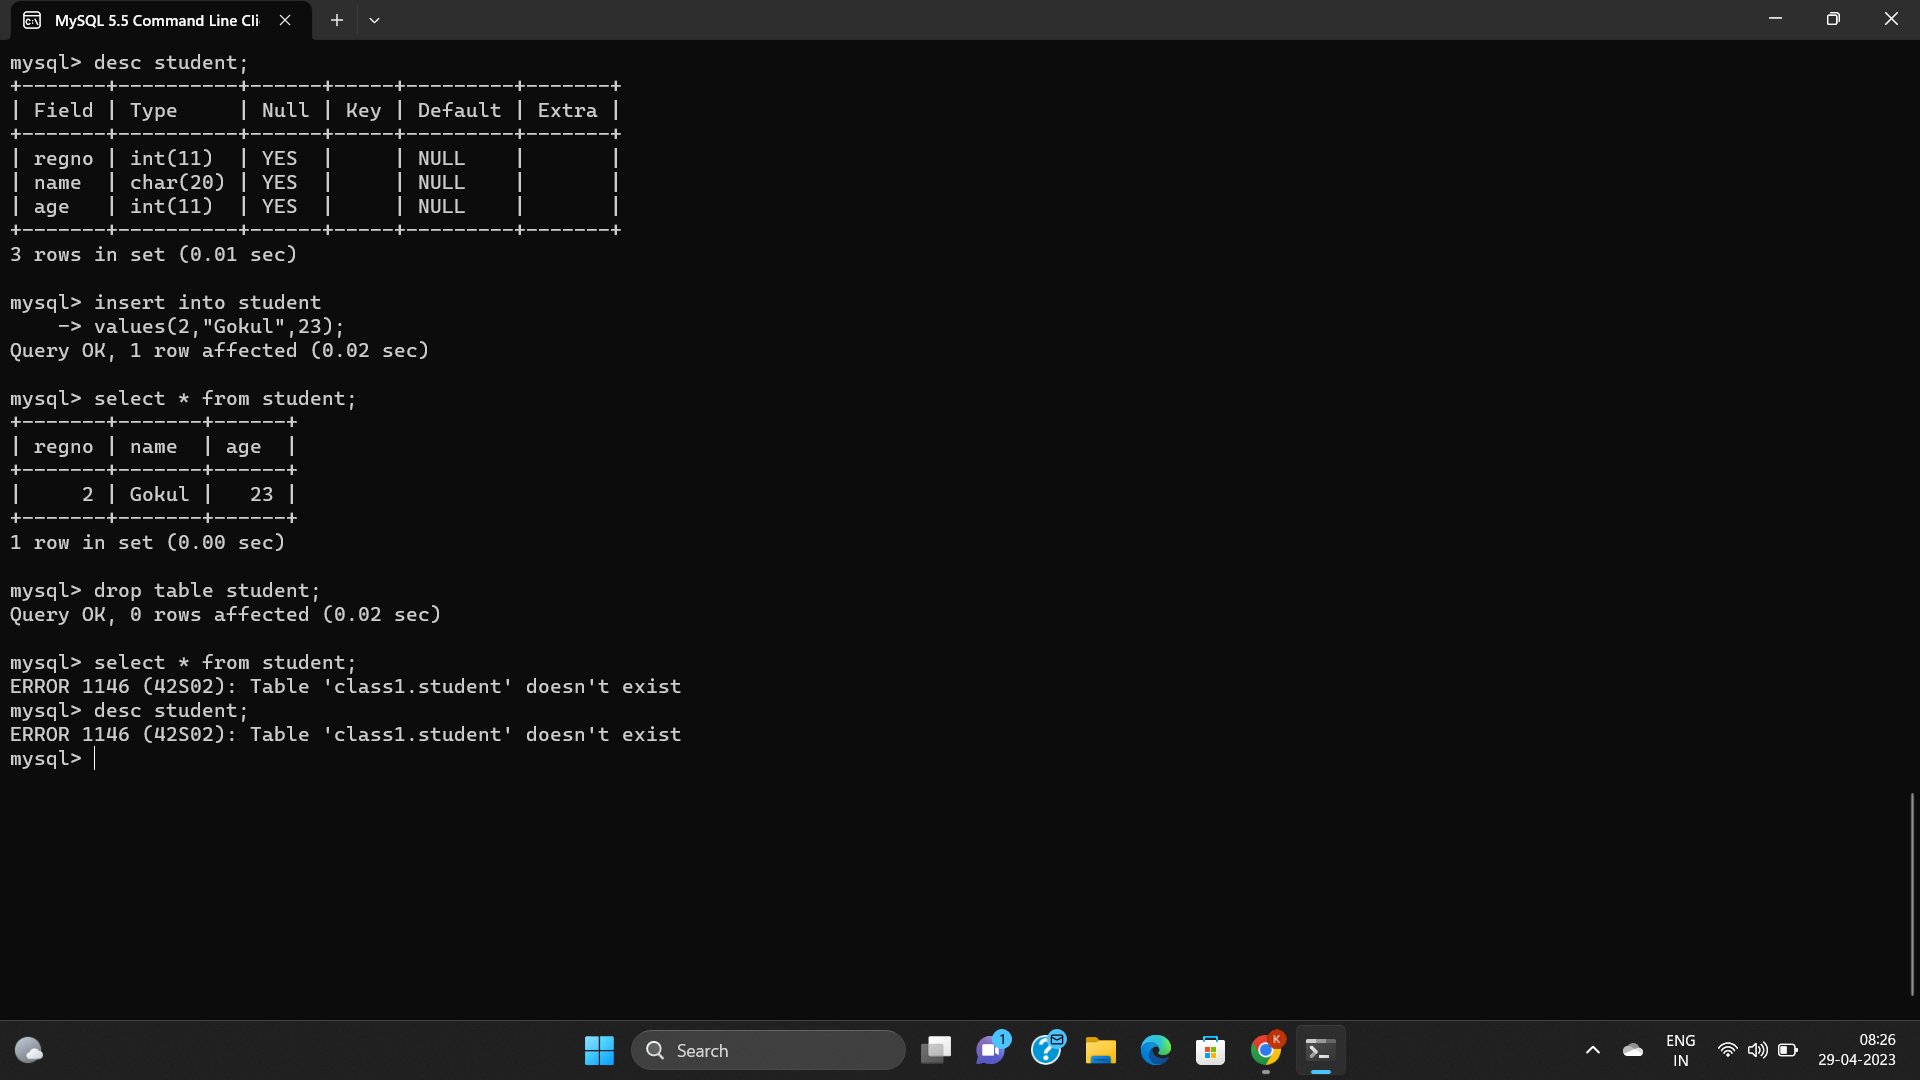 MySQL 5.5 Command Line Cli
mysql> desc student;
+-------+----------+------+-----+---------+-------+
| Field | Type     | Null | Key | Default | Extra |
+-------+----------+------+-----+---------+-------+
| regno | int(11)  | YES  |     | NULL    |       |
| name  | char(20) | YES  |     | NULL    |       |
| age   | int(11)  | YES  |     | NULL    |       |
+-------+----------+------+-----+---------+-------+
3 rows in set (0.01 sec)
mysql> insert into student
    -> values(2,"Gokul",23);
Query OK, 1 row affected (0.02 sec)
mysql> select * from student;
+-------+-------+------+
| regno | name  | age  |
+-------+-------+------+
|     2 | Gokul |   23 |
+-------+-------+------+
1 row in set (0.00 sec)
mysql> drop table student;
Query OK, 0 rows affected (0.02 sec)
mysql> select * from student;
ERROR 1146 (42S02): Table 'class1.student' doesn't exist
mysql> desc student;
ERROR 1146 (42S02): Table 'class1.student' doesn't exist
mysql>
Search
1
K
ENG
IN
08:26
29-04-2023